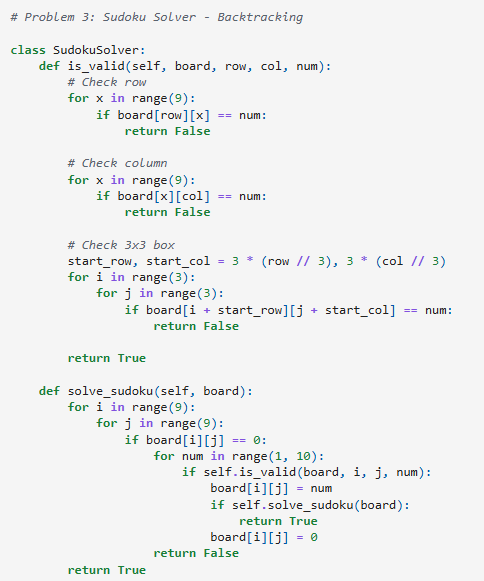 # Problem 3: Sudoku Solver - Backtracking

class SudokuSolver:
    def is_valid(self, board, row, col, num):
        # Check row
        for x in range(9):
            if board[row][x] == num:
                return False

        # Check column
        for x in range(9):
            if board[x][col] == num:
                return False

        # Check 3x3 box
        start_row, start_col = 3 * (row // 3), 3 * (col // 3)
        for i in range(3):
            for j in range(3):
                if board[i + start_row][j + start_col] == num:
                    return False

        return True

    def solve_sudoku(self, board):
        for i in range(9):
            for j in range(9):
                if board[i][j] == 0:
                    for num in range(1, 10):
                        if self.is_valid(board, i, j, num):
                            board[i][j] = num
                            if self.solve_sudoku(board):
                                return True
                            board[i][j] = 0
                    return False
        return True